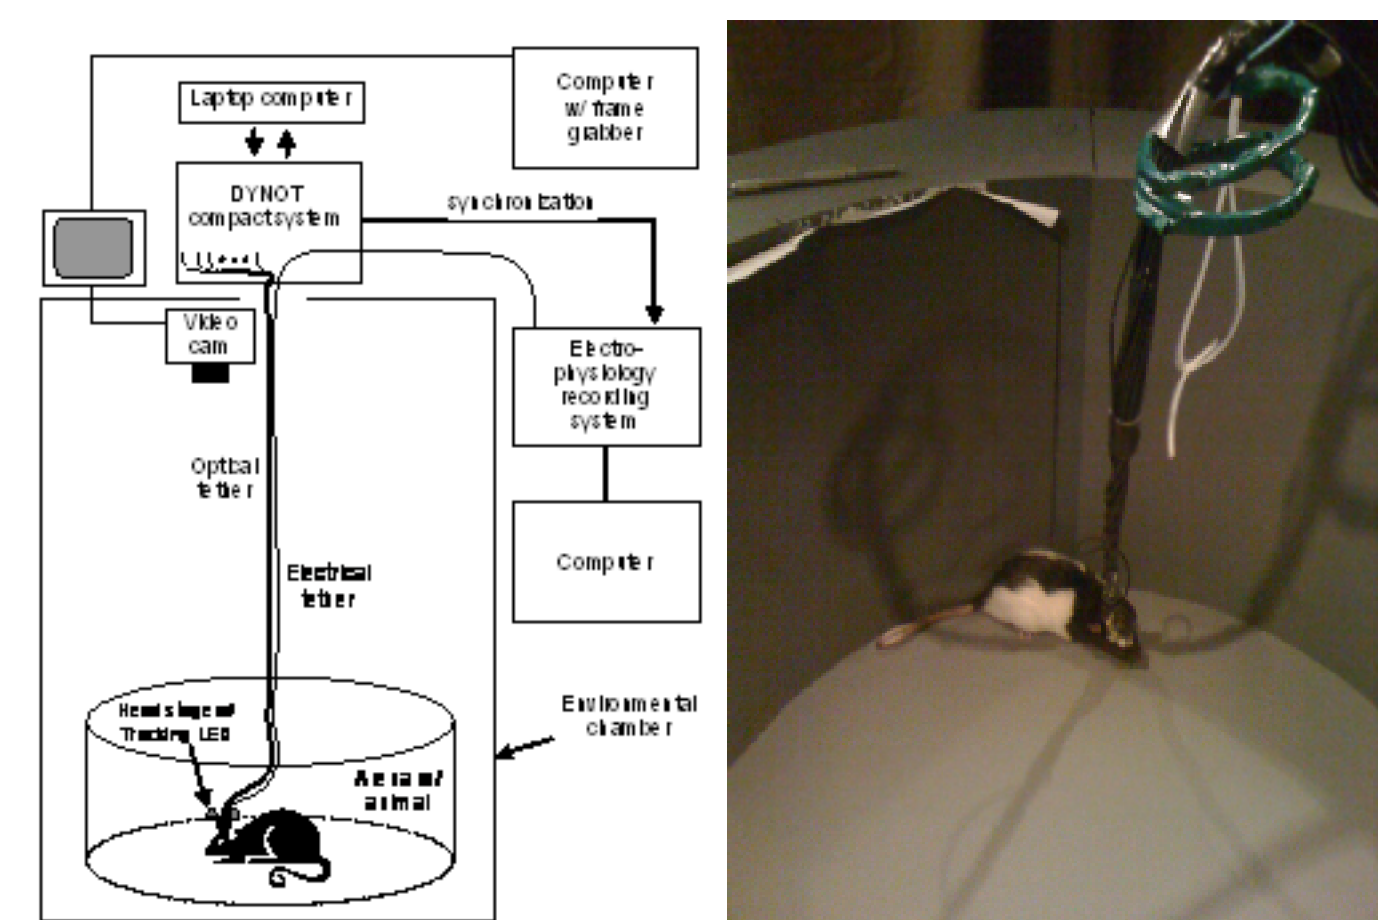 Computer
w/ frame
grabber
Laptop computer
DYNOT
compact system
synchronization
Video
cam
Electro-
physiology
recording
system
Optical
tether
Computer
Electrical
tether
Environmental
chamber
Headstage w/
Tracking LED
Arena w/
animal